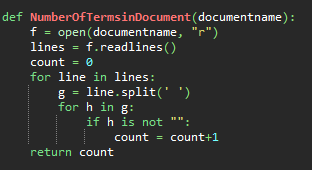 def NumberOfTermsinDocument(documentname):
    f = open(documentname, "r")
    lines = f.readlines()
    count = 0
    for line in lines:
        g = line.split(' ')
        for h in g:
            if h is not "":
                count = count+1
    return count